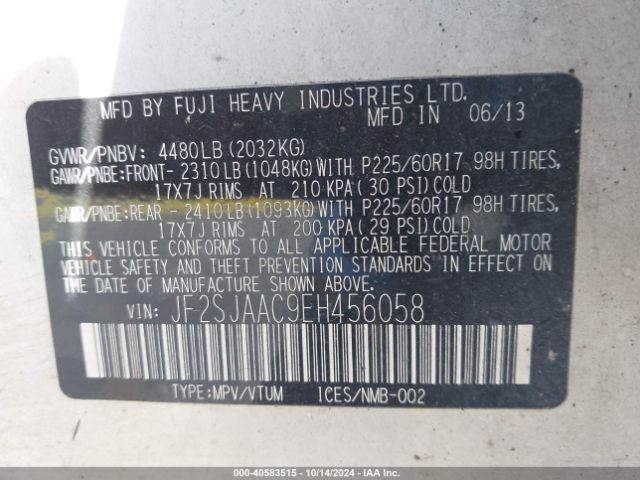 MFD BY FUJI HEAVY INDUSTRIES LTD.
MFD IN 06/13
GVWR/PNBV: 4480LB(2032KG)
GAWR/PNBE:FRONT- 2310LB(1048KG)WITH P225/60R17 98H TIRES,
17X7J RIMS AT 210 KPA(30 PSI)COLD
GAWR/PNBE:REAR - 2410LB(1093KG)WITH P225/60R17 98H TIRES,
17X7J RIMS AT 200 KPA(29 PSI)COLD
THIS VEHICLE CONFORMS TO ALL APPLICABLE FEDERAL MOTOR
VEHICLE SAFETY AND THEFT PREVENTION STANDARDS IN EFFECT ON
THE DATE OF MANUFACTURE SHOWN ABOVE.
VIN: JF2SJAAC9EH456058
TYPE:MPV/VTUM ICES/NMB-002
000-40583515 - 10/14/2024 - IAA Inc.